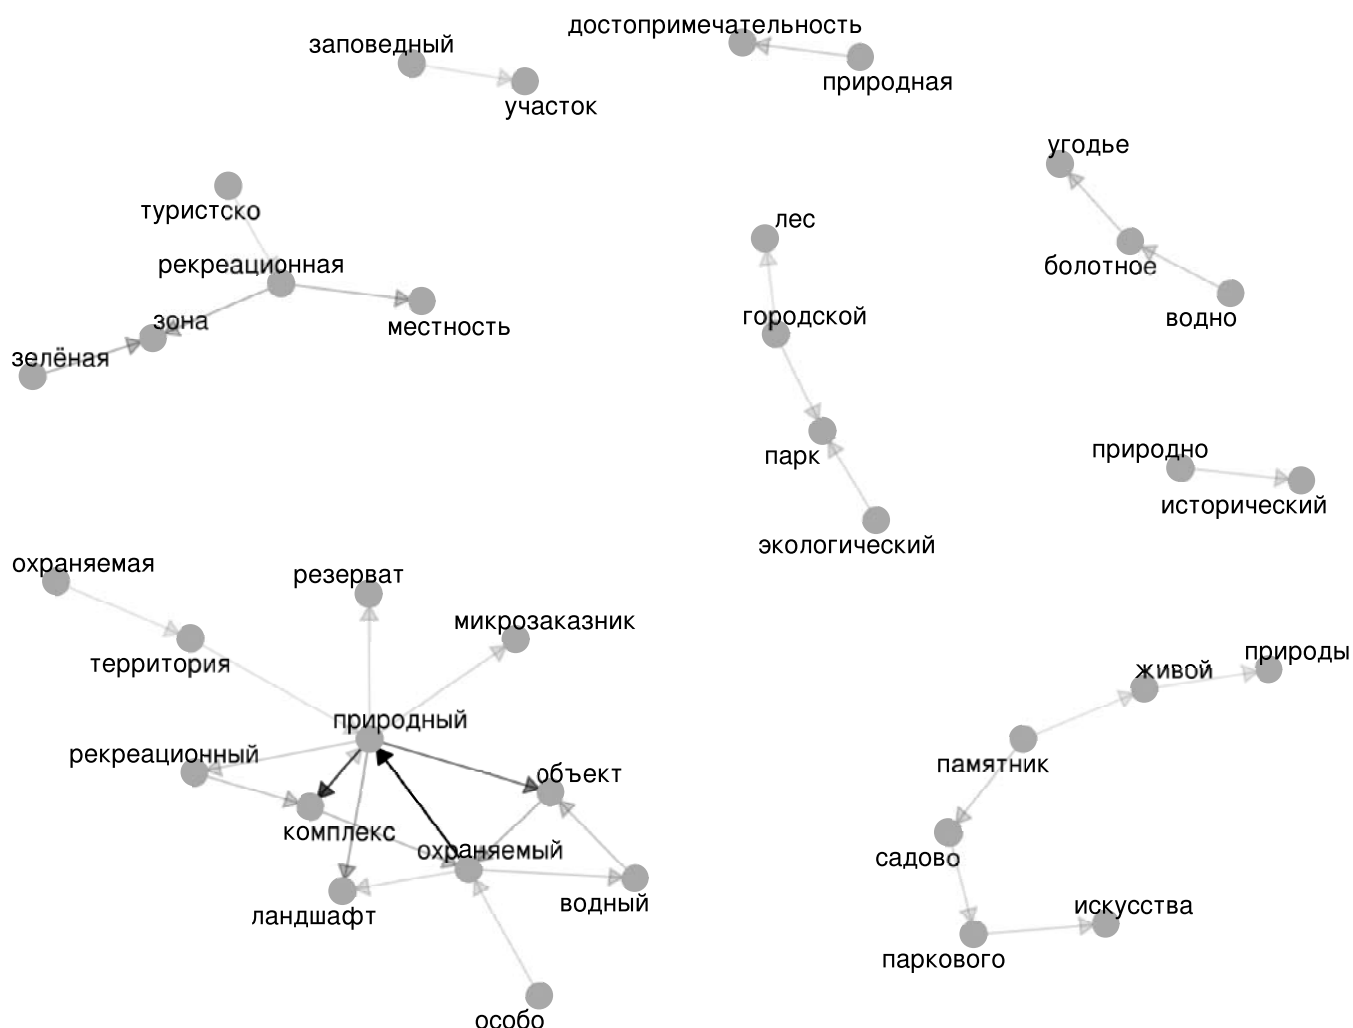 достопримечательность
заповедный
природная
участок
угодье
туристско
лес
рекреационная
болотное
городской
водно
зона
местность
зелёная
природно
парк
исторический
экологический
охраняемая
резерват
микрозаказник
природы
территория
живой
природный
рекреационный
памятник
объект
комплекс
охраняемый
садово
водный
искусства
ландшафт
паркового
особо